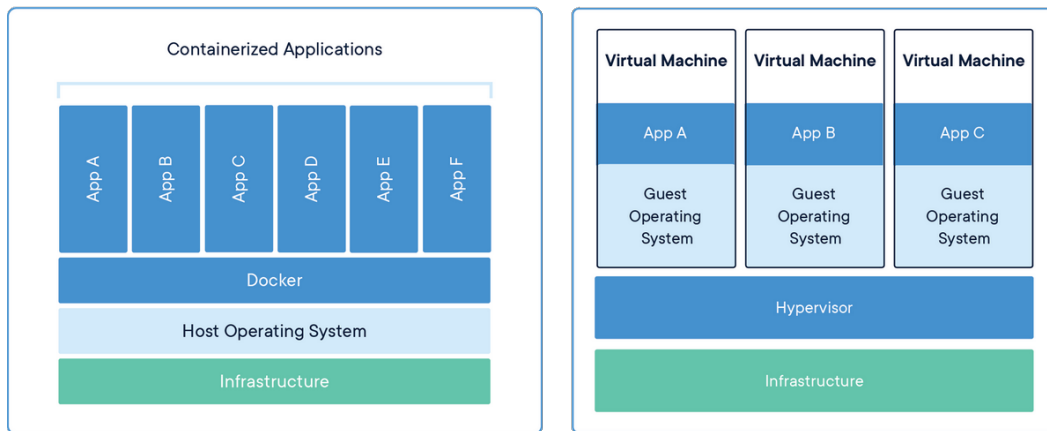 Containerized Applications
App A
App B
App C
App D
App E
App F
Docker
Host Operating System
Infrastructure
Virtual Machine
App A
Guest
Operating
System
Virtual Machine
App B
Guest
Operating
System
Virtual Machine
App C
Guest
Operating
System
Hypervisor
Infrastructure